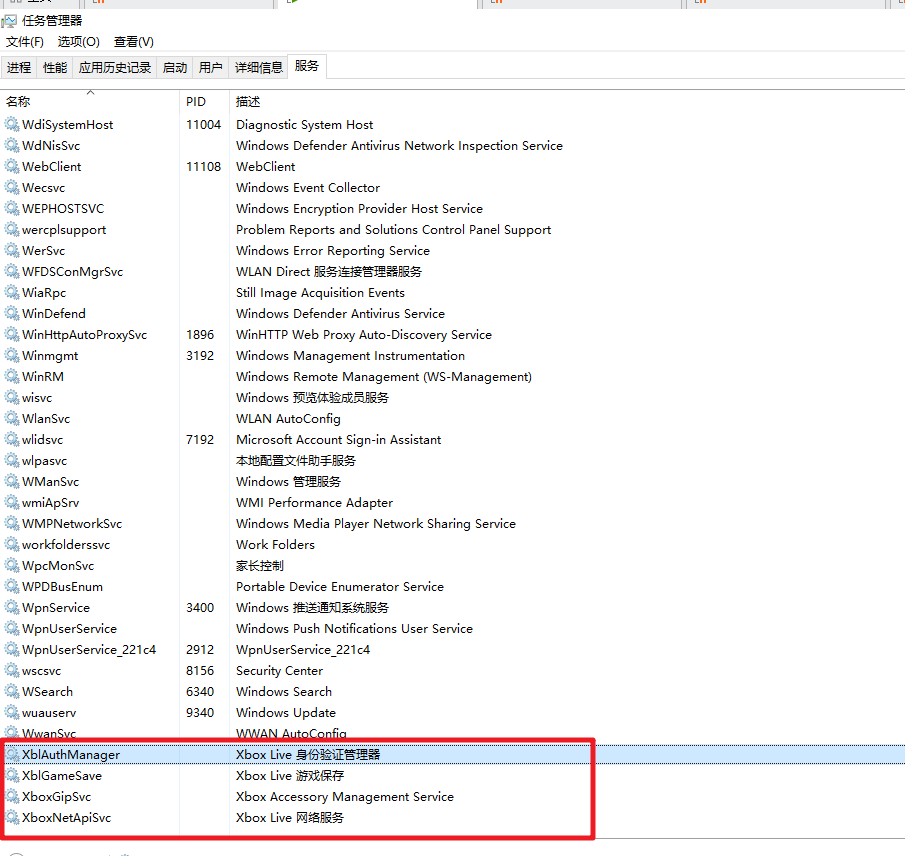 任务管理器
文件(F) 选项(O) 查看(V)
进程 性能 应用历史记录 启动 用户 详细信息 服务
名称 PID 描述
WdiSystemHost 11004 Diagnostic System Host
WdNisSvc Windows Defender Antivirus Network Inspection Service
WebClient 11108 WebClient
Wecsvc Windows Event Collector
WEPHOSTSVC Windows Encryption Provider Host Service
wercplsupport Problem Reports and Solutions Control Panel Support
WerSvc Windows Error Reporting Service
WFDSConMgrSvc WLAN Direct 服务连接管理器服务
WiaRpc Still Image Acquisition Events
WinDefend Windows Defender Antivirus Service
WinHttpAutoProxySvc 1896 WinHTTP Web Proxy Auto-Discovery Service
Winmgmt 3192 Windows Management Instrumentation
WinRM Windows Remote Management (WS-Management)
wisvc Windows 预览体验成员服务
WlanSvc WLAN AutoConfig
wlidsvc 7192 Microsoft Account Sign-in Assistant
wlpasvc 本地配置文件助手服务
WManSvc Windows 管理服务
wmiApSrv WMI Performance Adapter
WMPNetworkSvc Windows Media Player Network Sharing Service
workfolderssvc Work Folders
WpcMonSvc 家长控制
WPDBusEnum Portable Device Enumerator Service
WpnService 3400 Windows 推送通知系统服务
WpnUserService Windows Push Notifications User Service
WpnUserService_221c4 2912 WpnUserService_221c4
wscsvc 8156 Security Center
WSearch 6340 Windows Search
wuauserv 9340 Windows Update
WwanSvc WWAN AutoConfig
XblAuthManager Xbox Live 身份验证管理器
XblGameSave Xbox Live 游戏保存
XboxGipSvc Xbox Accessory Management Service
XboxNetApiSvc Xbox Live 网络服务